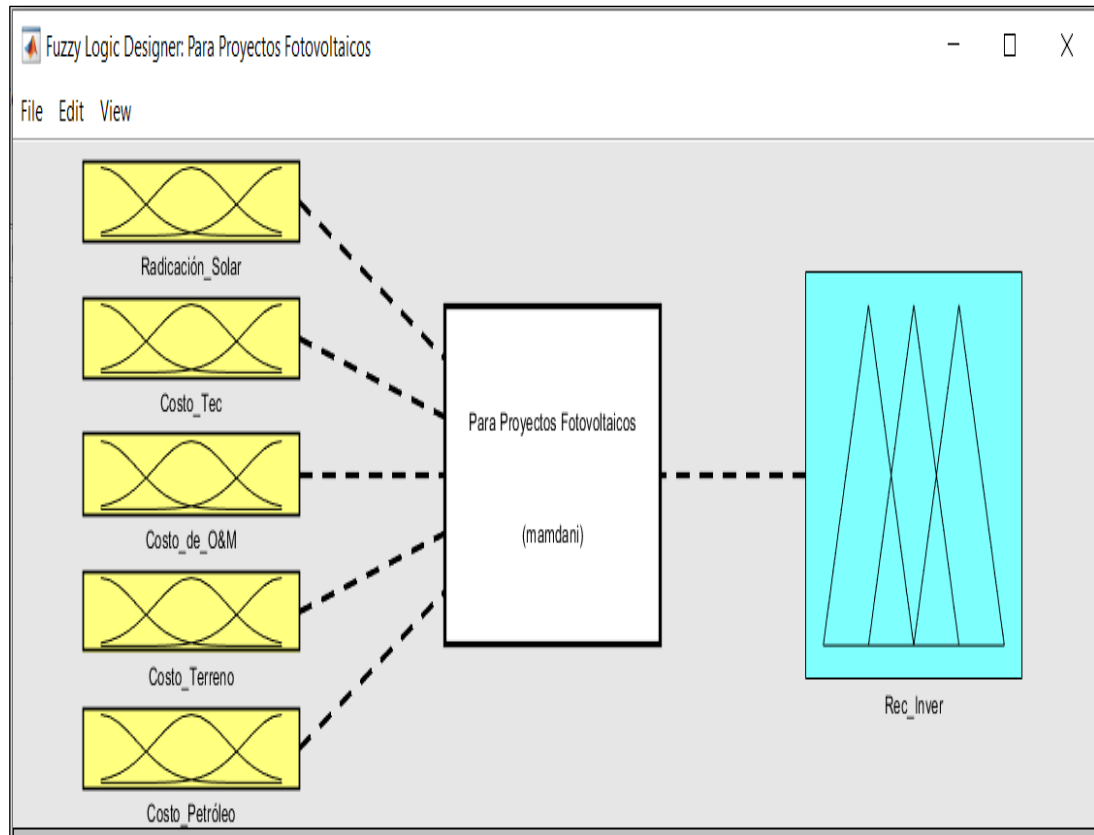 Fuzzy Logic Designer: Para Proyectos Fotovoltaicos
File Edit View
Radicación_Solar
Costo_Tec
Costo_de_O&M
Costo_Terreno
Costo_Petróleo
Para Proyectos Fotovoltaicos
(mamdani)
Rec_Inver